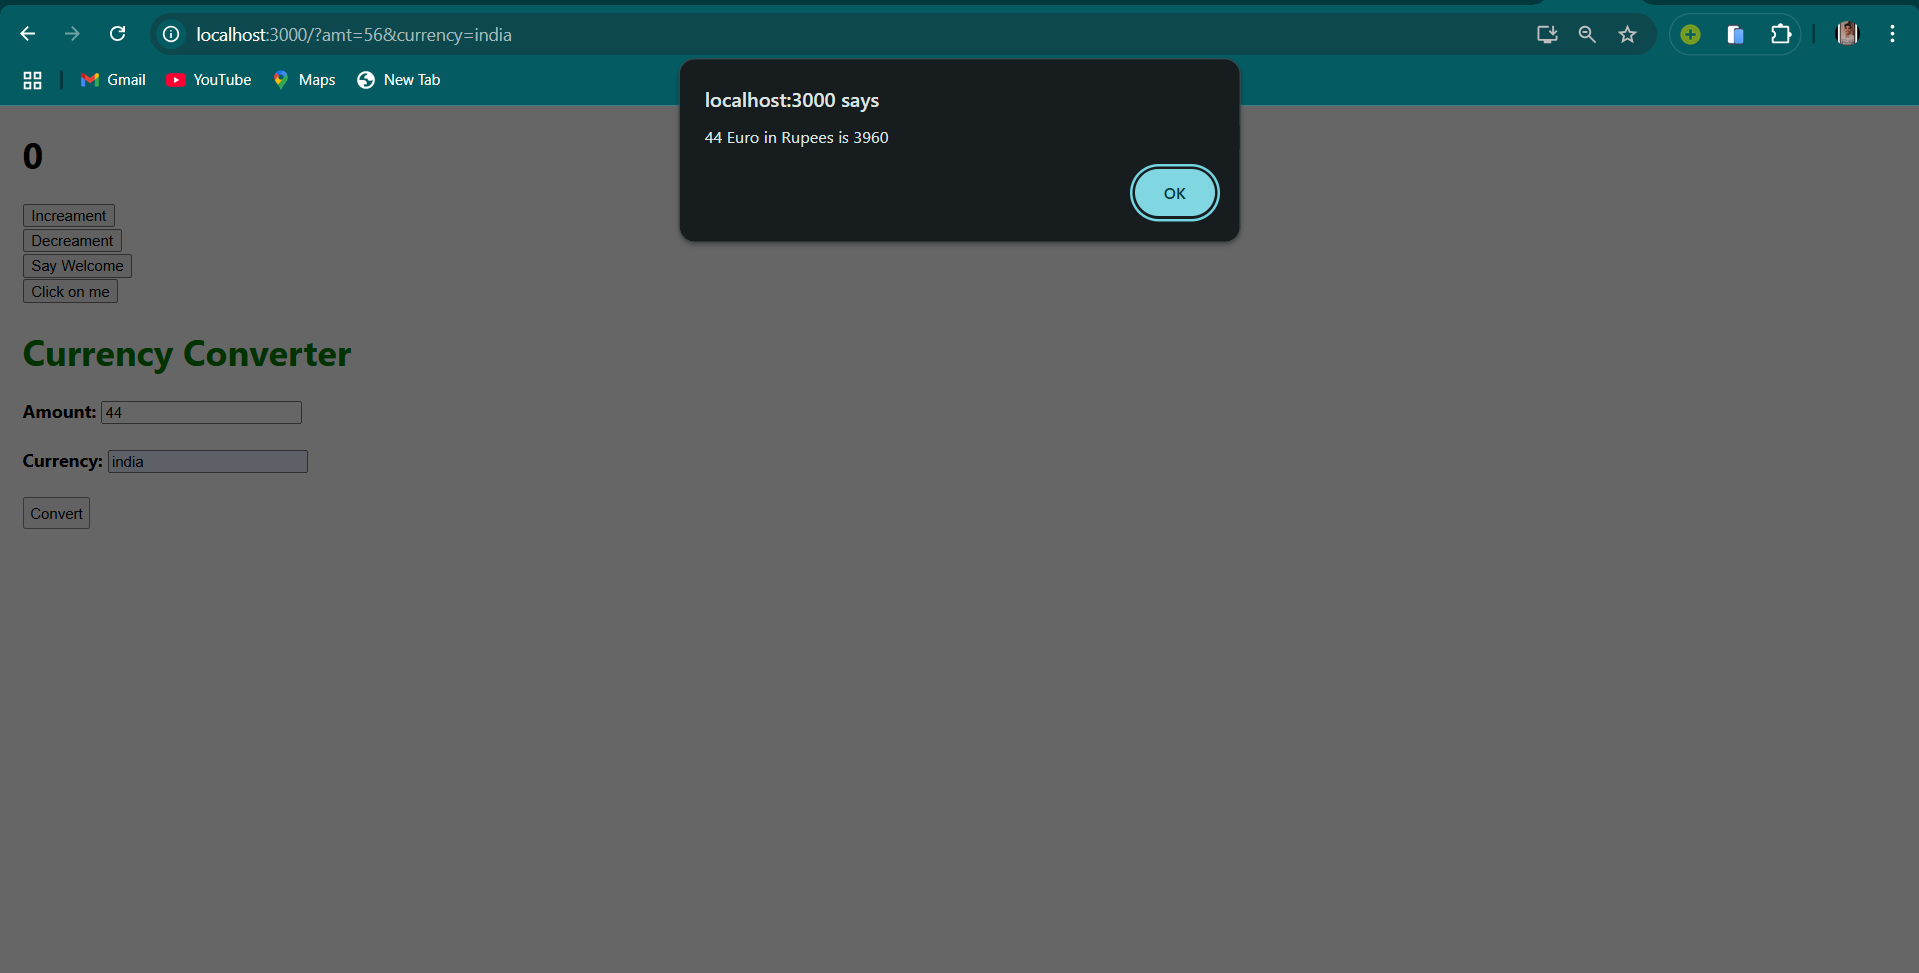 localhost:3000/?amt=56&currency=india
Gmail YouTube Maps New Tab
localhost:3000 says
44 Euro in Rupees is 3960
OK
0
Increament
Decreament
Say Welcome
Click on me
Currency Converter
Amount: 44
Currency: india
Convert